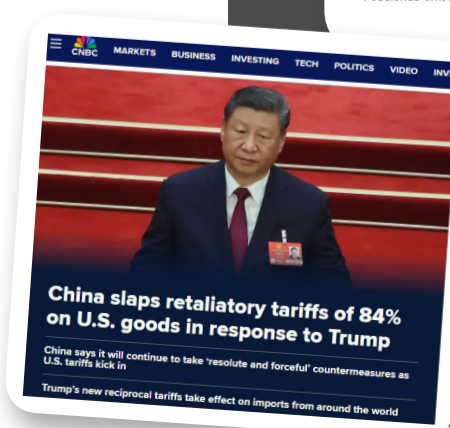 CNBC
MARKETS BUSINESS INVESTING TECH POLITICS VIDEO
China slaps retaliatory tariffs of 84%
on U.S. goods in response to Trump
China says it will continue to take ‘resolute and forceful’ countermeasures as
U.S. tariffs kick in
Trump’s new reciprocal tariffs take effect on imports from around the world